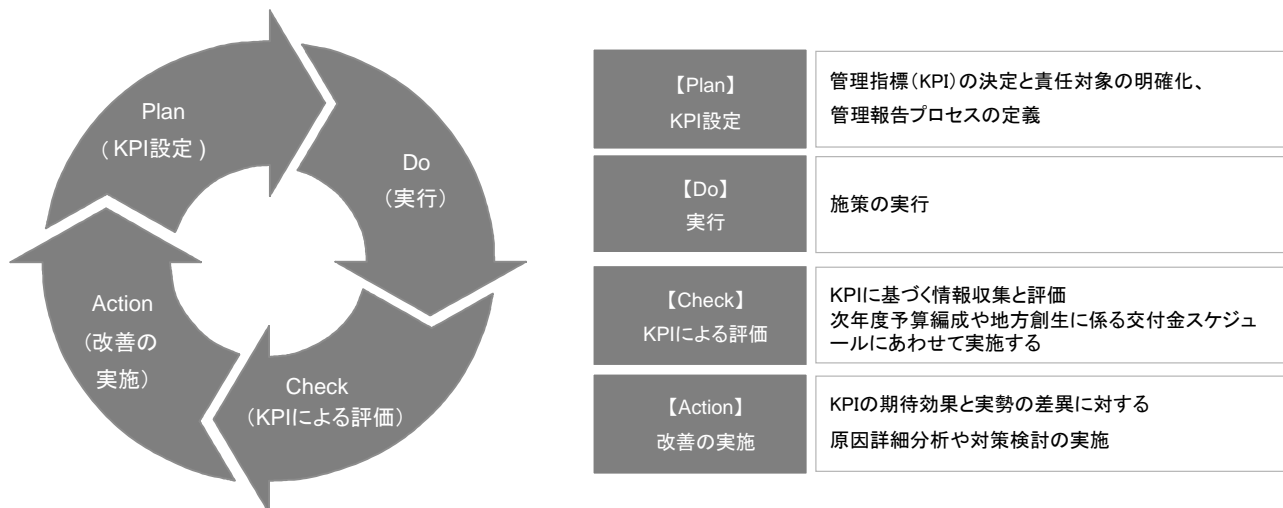 Plan
( KPI設定 )
Do
(実行)
Check
(KPIによる評価)
Action
(改善の
実施)
【Plan】
KPI設定
管理指標(KPI)の決定と責任対象の明確化、
管理報告プロセスの定義
【Do】
実行
施策の実行
【Check】
KPIによる評価
KPIに基づく情報収集と評価
次年度予算編成や地方創生に係る交付金スケジュ
ールにあわせて実施する
【Action】
改善の実施
KPIの期待効果と実勢の差異に対する
原因詳細分析や対策検討の実施